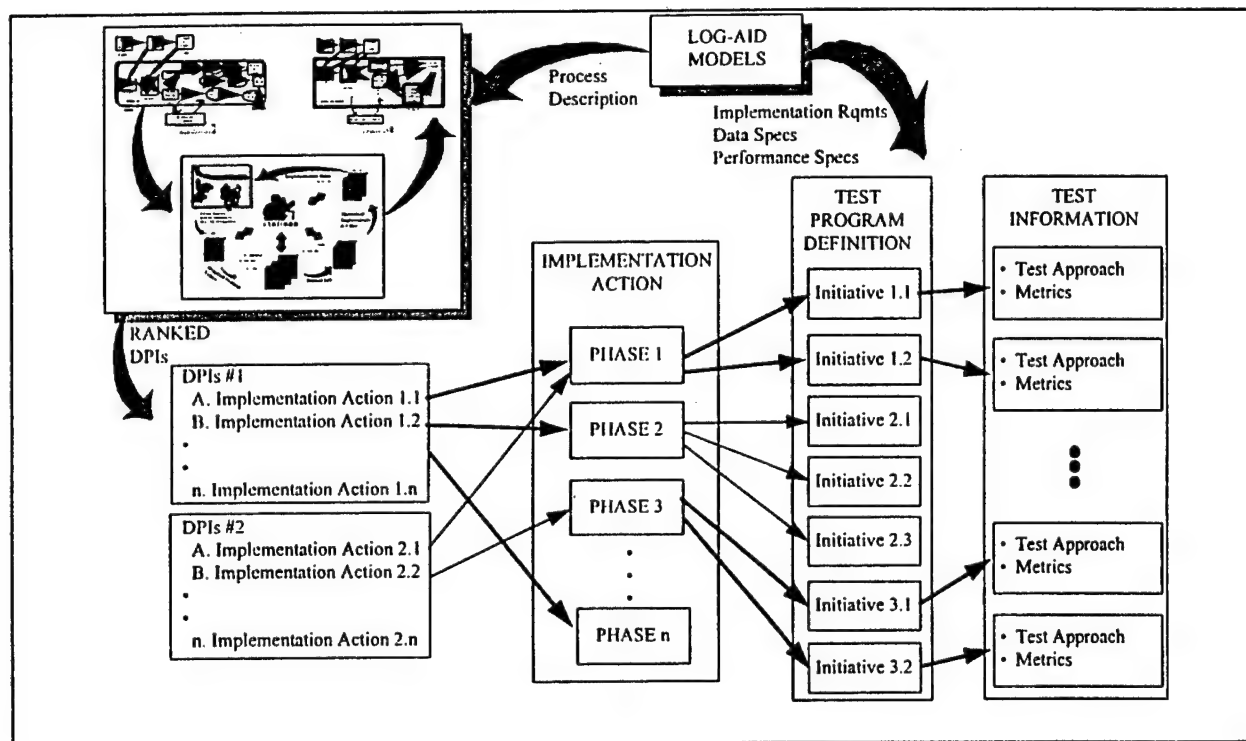 LOG-AID
MODELS
Process
Description
Implementation Rqmts
Data Specs
Performance Specs
RANKED
DPIs
DPIs #1
A. Implementation Action 1.1
B. Implementation Action 1.2
•
•
n. Implementation Action 1.n
DPIs #2
A. Implementation Action 2.1
B. Implementation Action 2.2
•
•
n. Implementation Action 2.n
IMPLEMENTATION
ACTION
PHASE 1
PHASE 2
PHASE 3
PHASE n
TEST
PROGRAM
DEFINITION
Initiative 1.1
Initiative 1.2
Initiative 2.1
Initiative 2.2
Initiative 2.3
Initiative 3.1
Initiative 3.2
TEST
INFORMATION
• Test Approach
• Metrics
• Test Approach
• Metrics
• Test Approach
• Metrics
• Test Approach
• Metrics